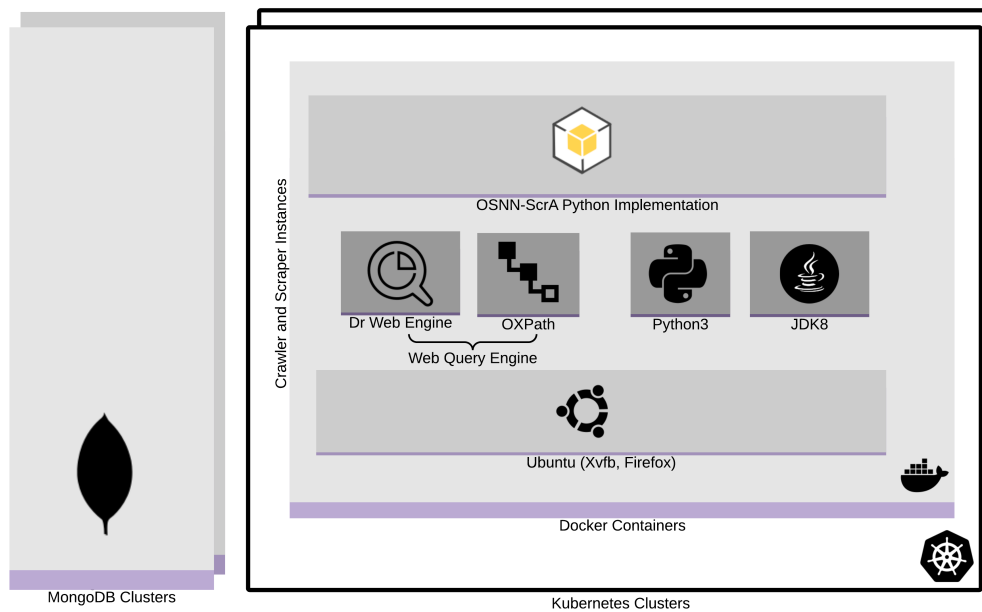 Crawler and Scraper Instances
OSNN-ScrA Python Implementation
Dr Web Engine
OXPath
Python3
JDK8
Web Query Engine
Ubuntu (Xvfb, Firefox)
Docker Containers
MongoDB Clusters
Kubernetes Clusters